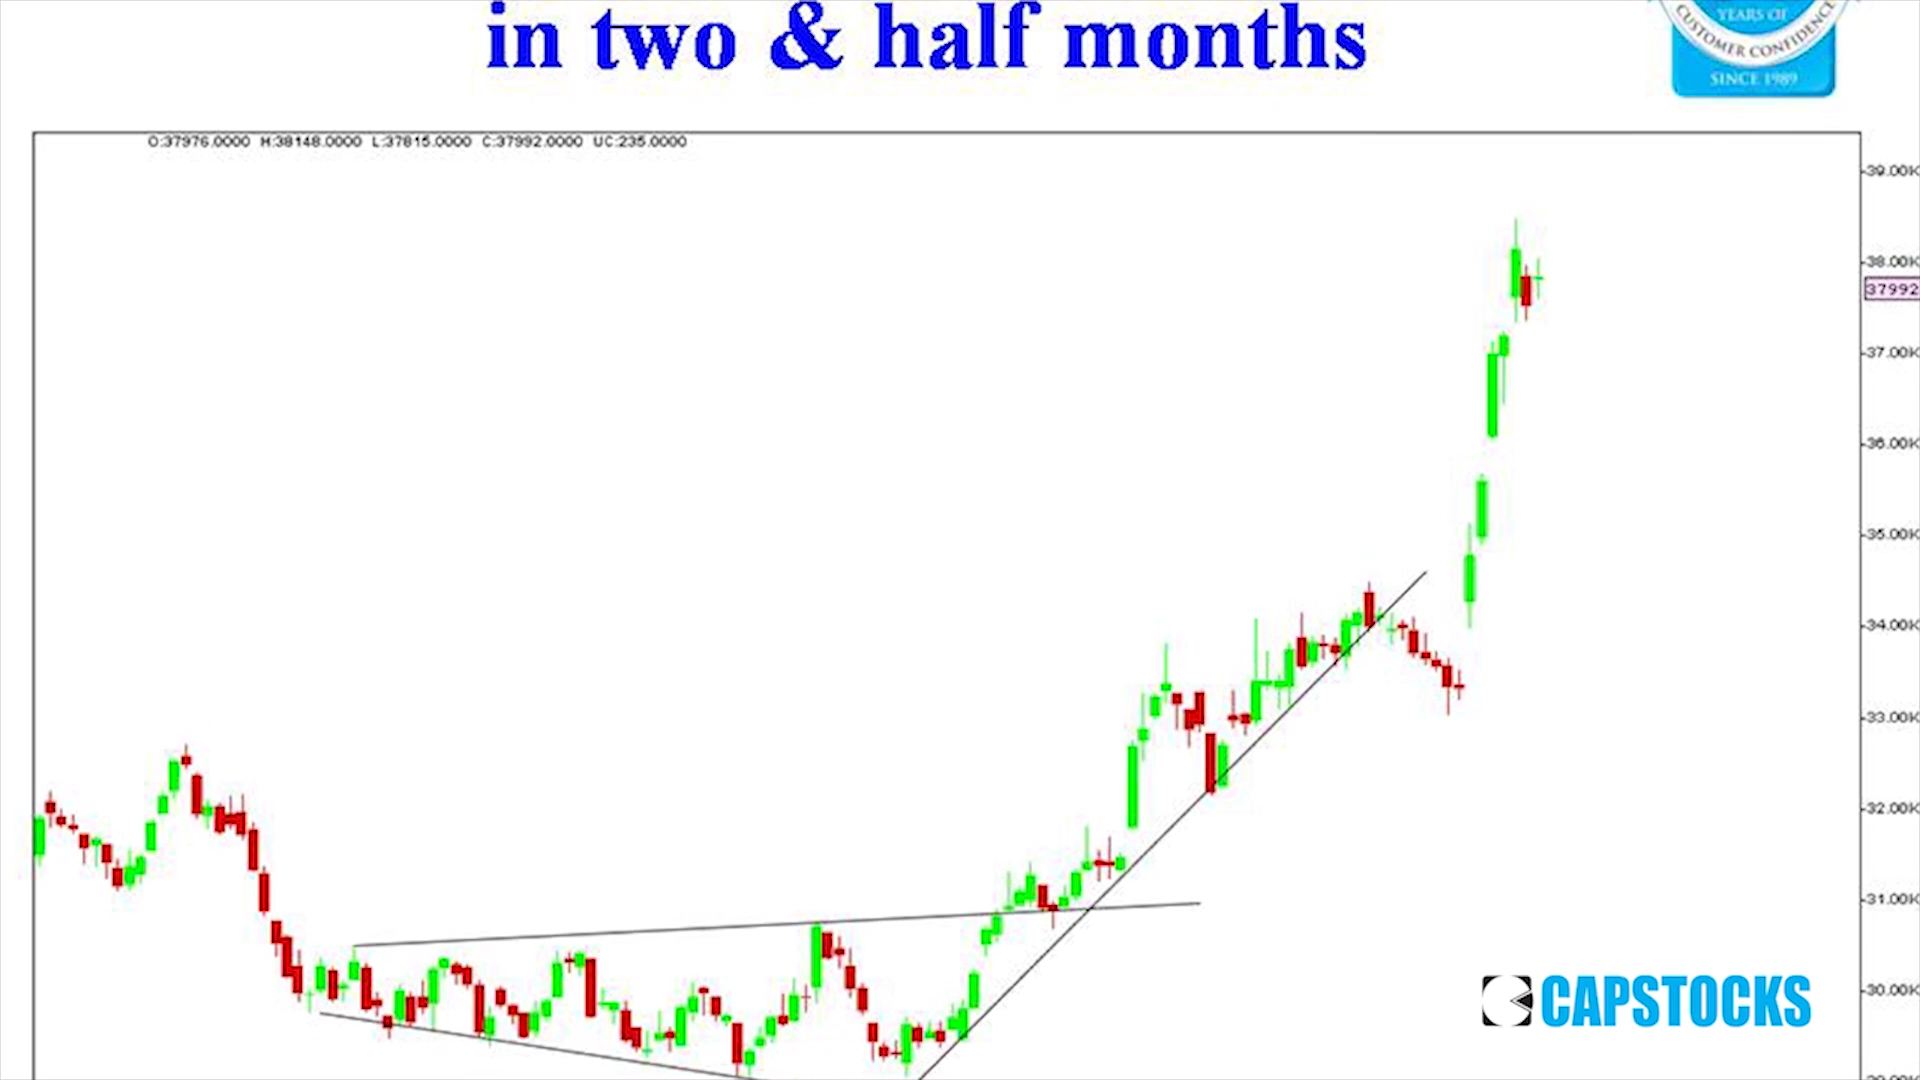 in two & half months
YEARS OF
CUSTOMER CONFIDENCE
SINCE 1989
O:37976.0000 H:38148.0000 L:37815.0000 C:37992.0000 UC:235.0000
39.00K
38.00K
37992
37.00K
36.00K
35.00K
34.00K
33.00K
32.00K
31.00K
30.00K
CAPSTOCKS